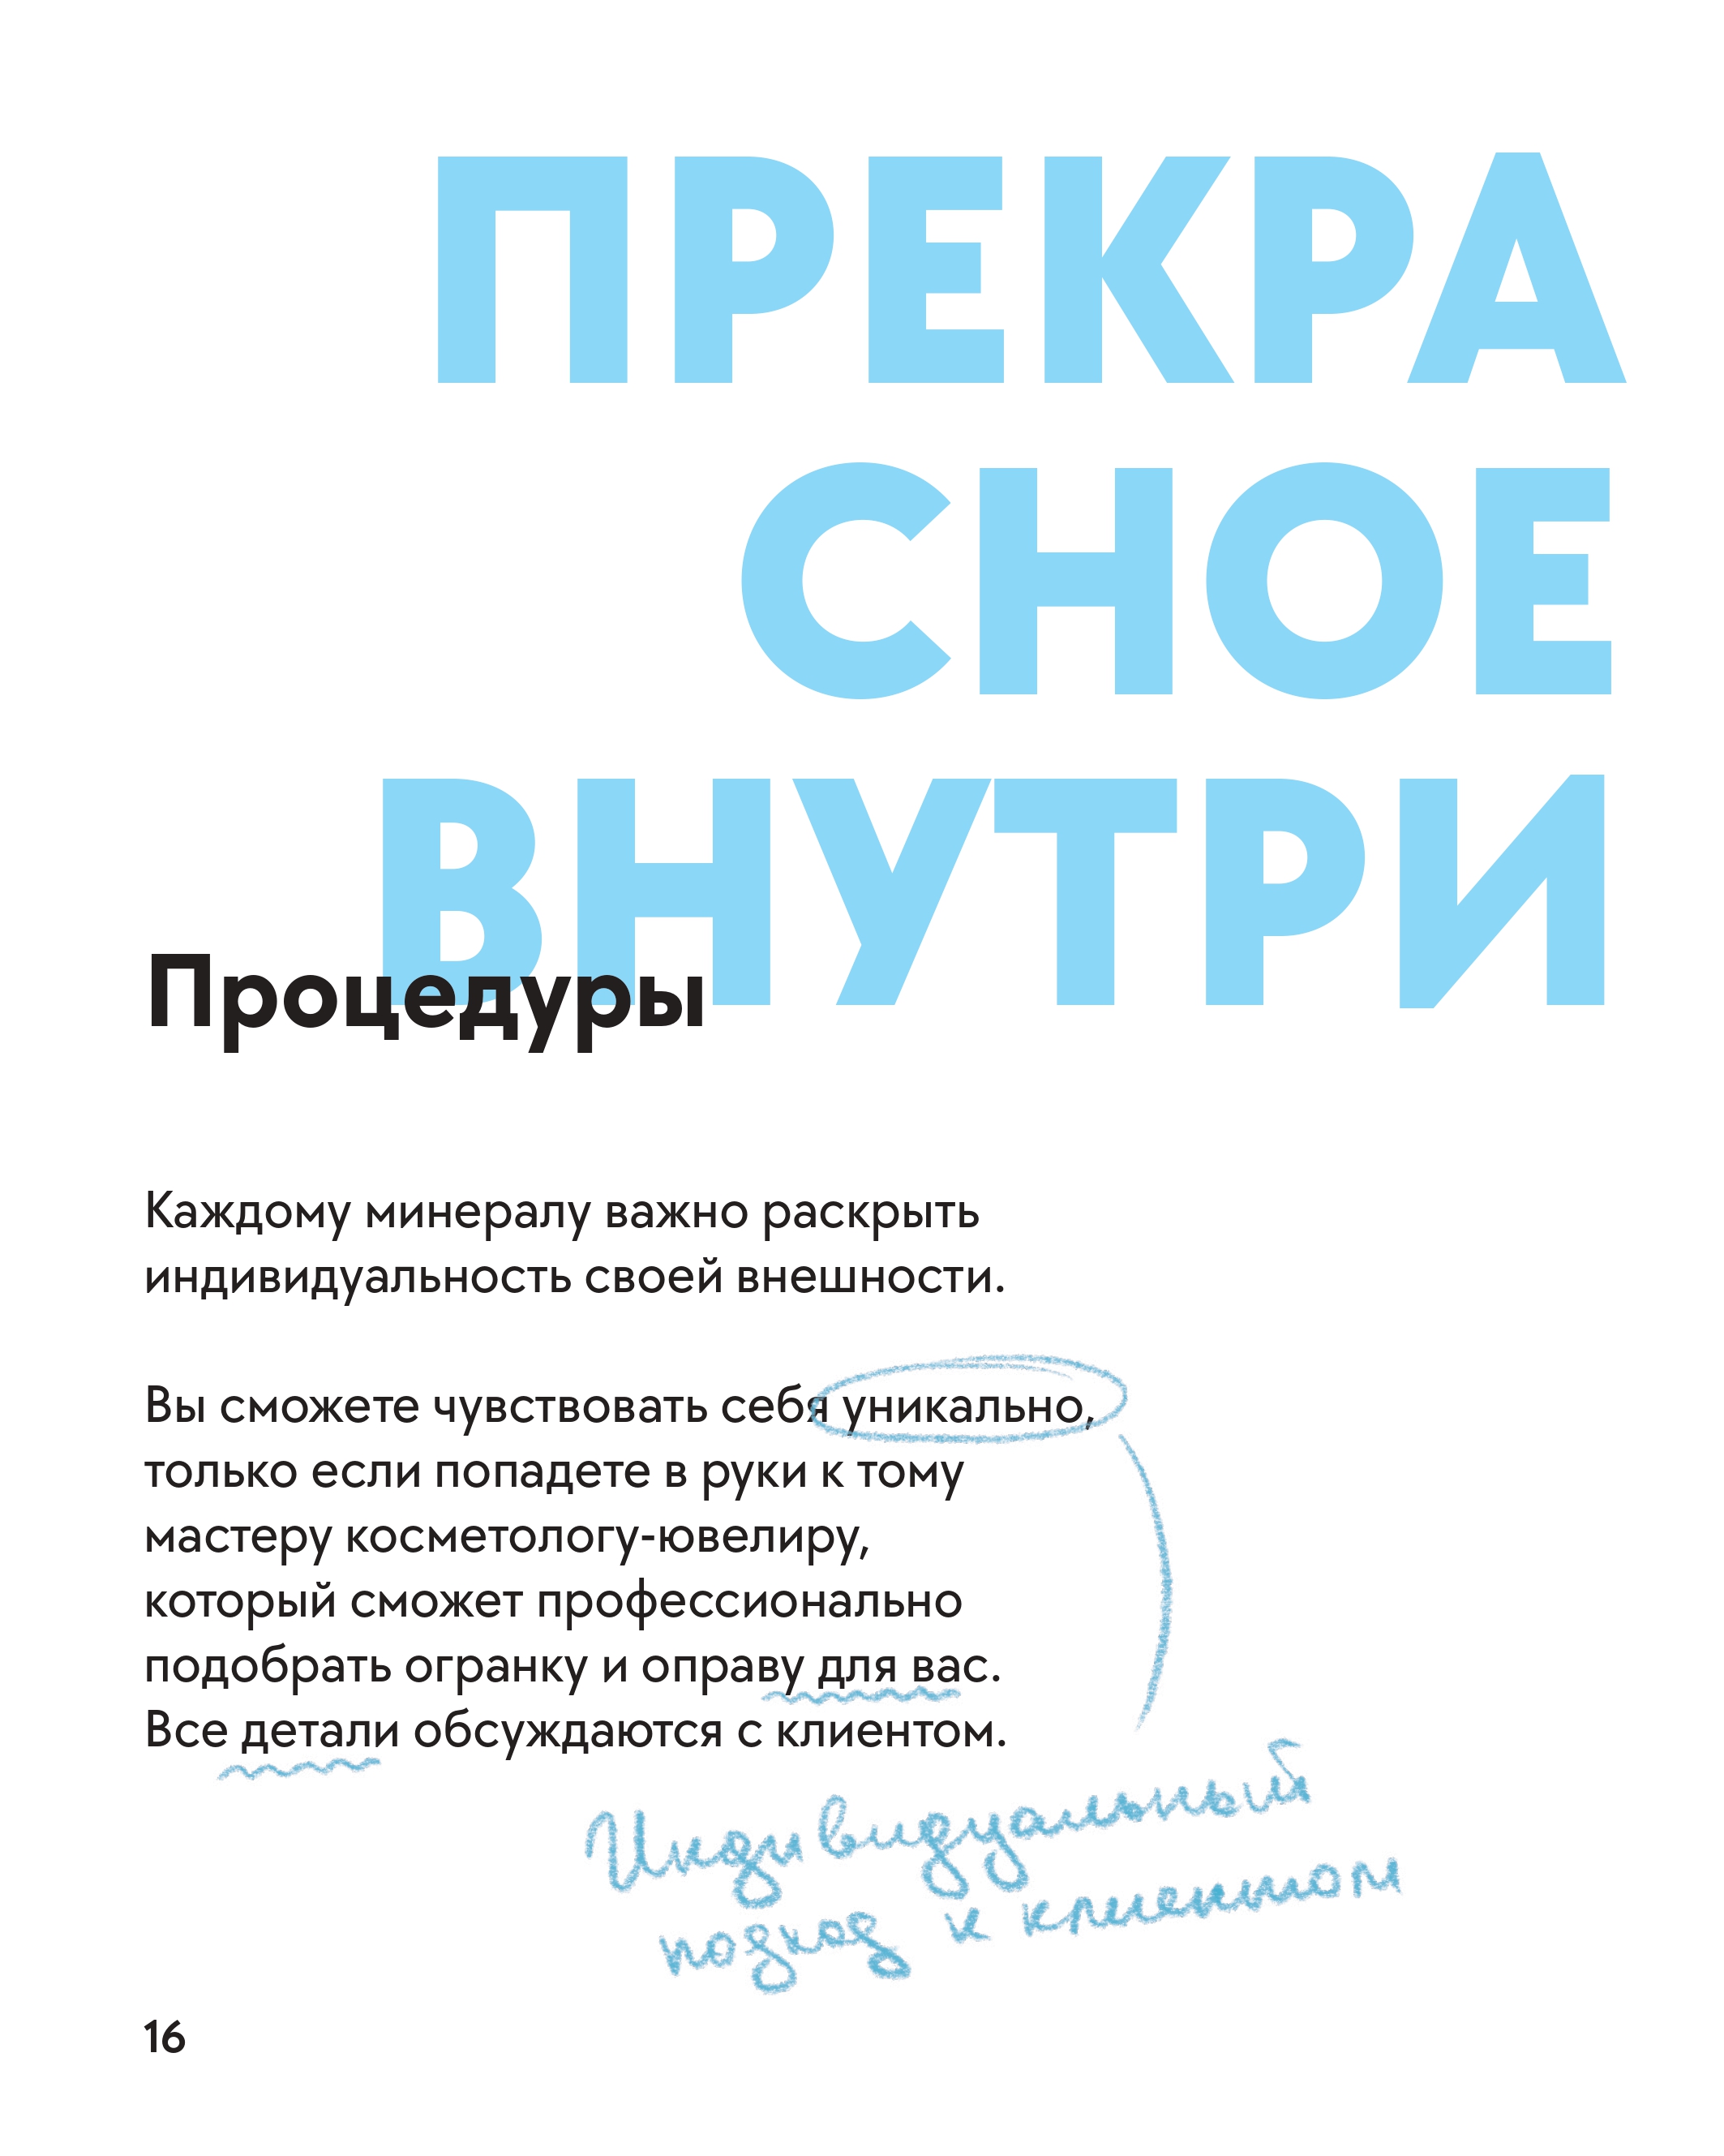 ПРЕКРА
СНОЕ
ВНУТРИ
Процедуры
Каждому минералу важно раскрыть
индивидуальность своей внешности.
Вы сможете чувствовать себя уникально,
только если попадете в руки к тому
мастеру косметологу-ювелиру,
который сможет профессионально
подобрать огранку и оправу для вас.
Все детали обсуждаются с клиентом.
Индивидуальный
подход к клиентом
16